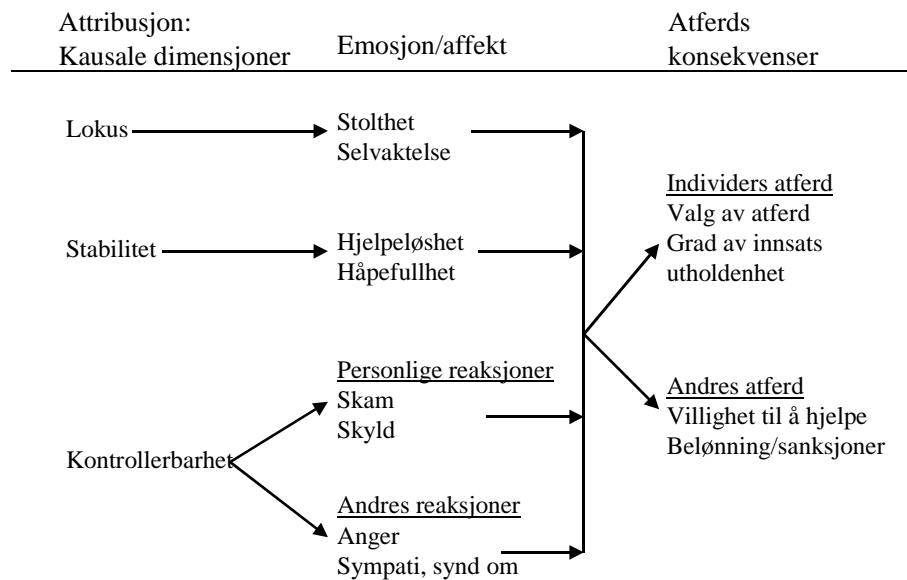 Attribusjon:
Kausale dimensjoner
Emosjon/affekt
Atferds
konsekvenser
Lokus
Stolthet
Selvaktelse
Stabilitet
Hjelpeløshet
Håpefullhet
Kontrollerbarhet
Personlige reaksjoner
Skam
Skyld
Andres reaksjoner
Anger
Sympati, synd om
Individers atferd
Valg av atferd
Grad av innsats
utholdenhet
Andres atferd
Villighet til å hjelpe
Belønning/sanksjoner